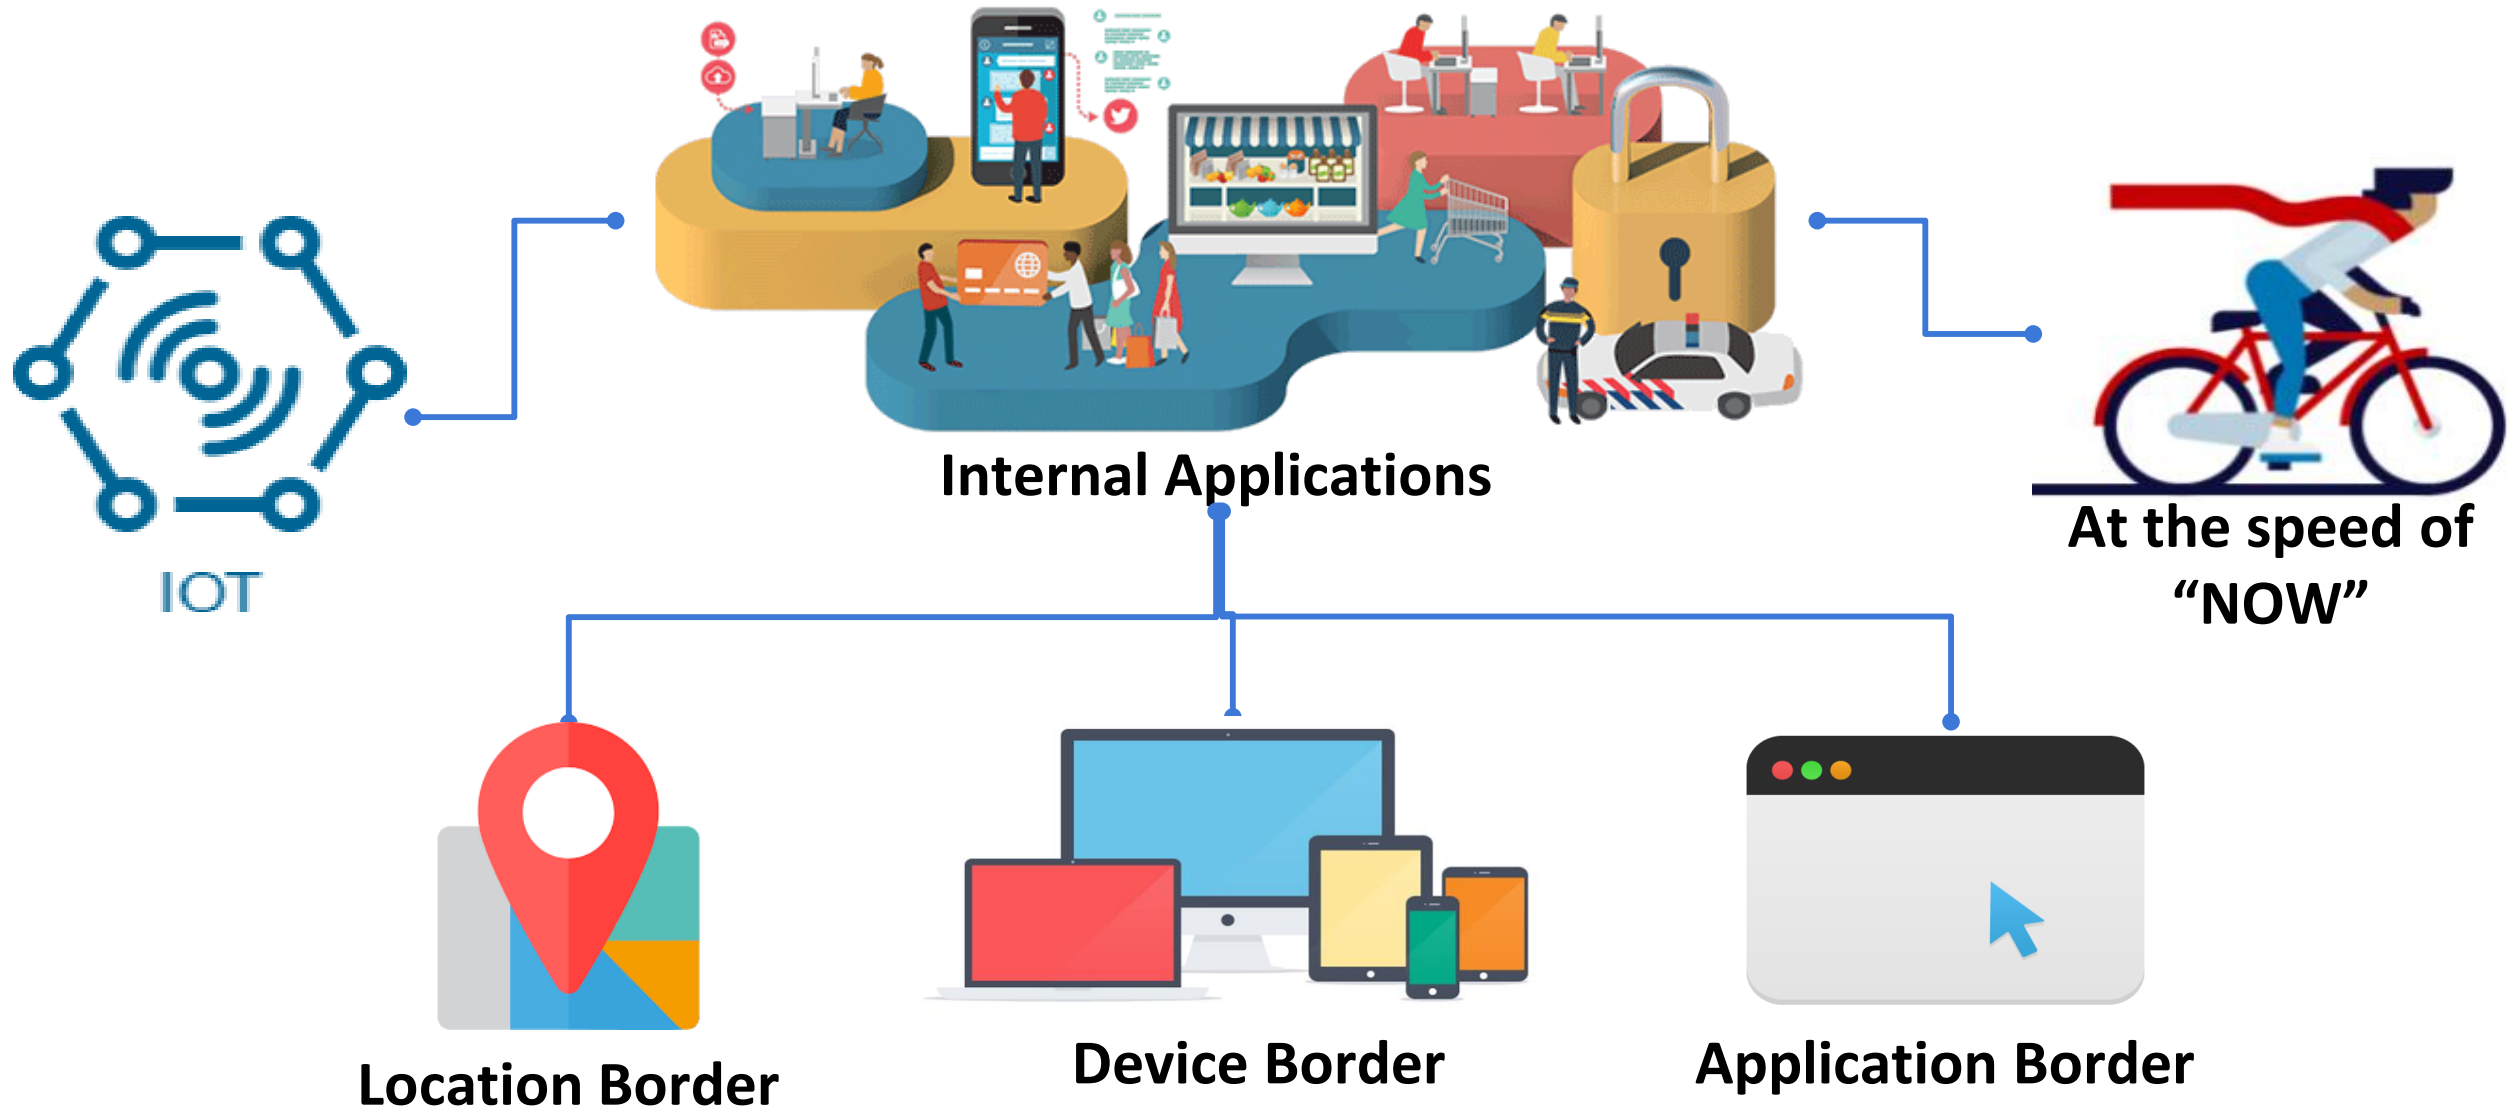 Internal Applications
IOT
At the speed of
“NOW”
Location Border
Device Border
Application Border